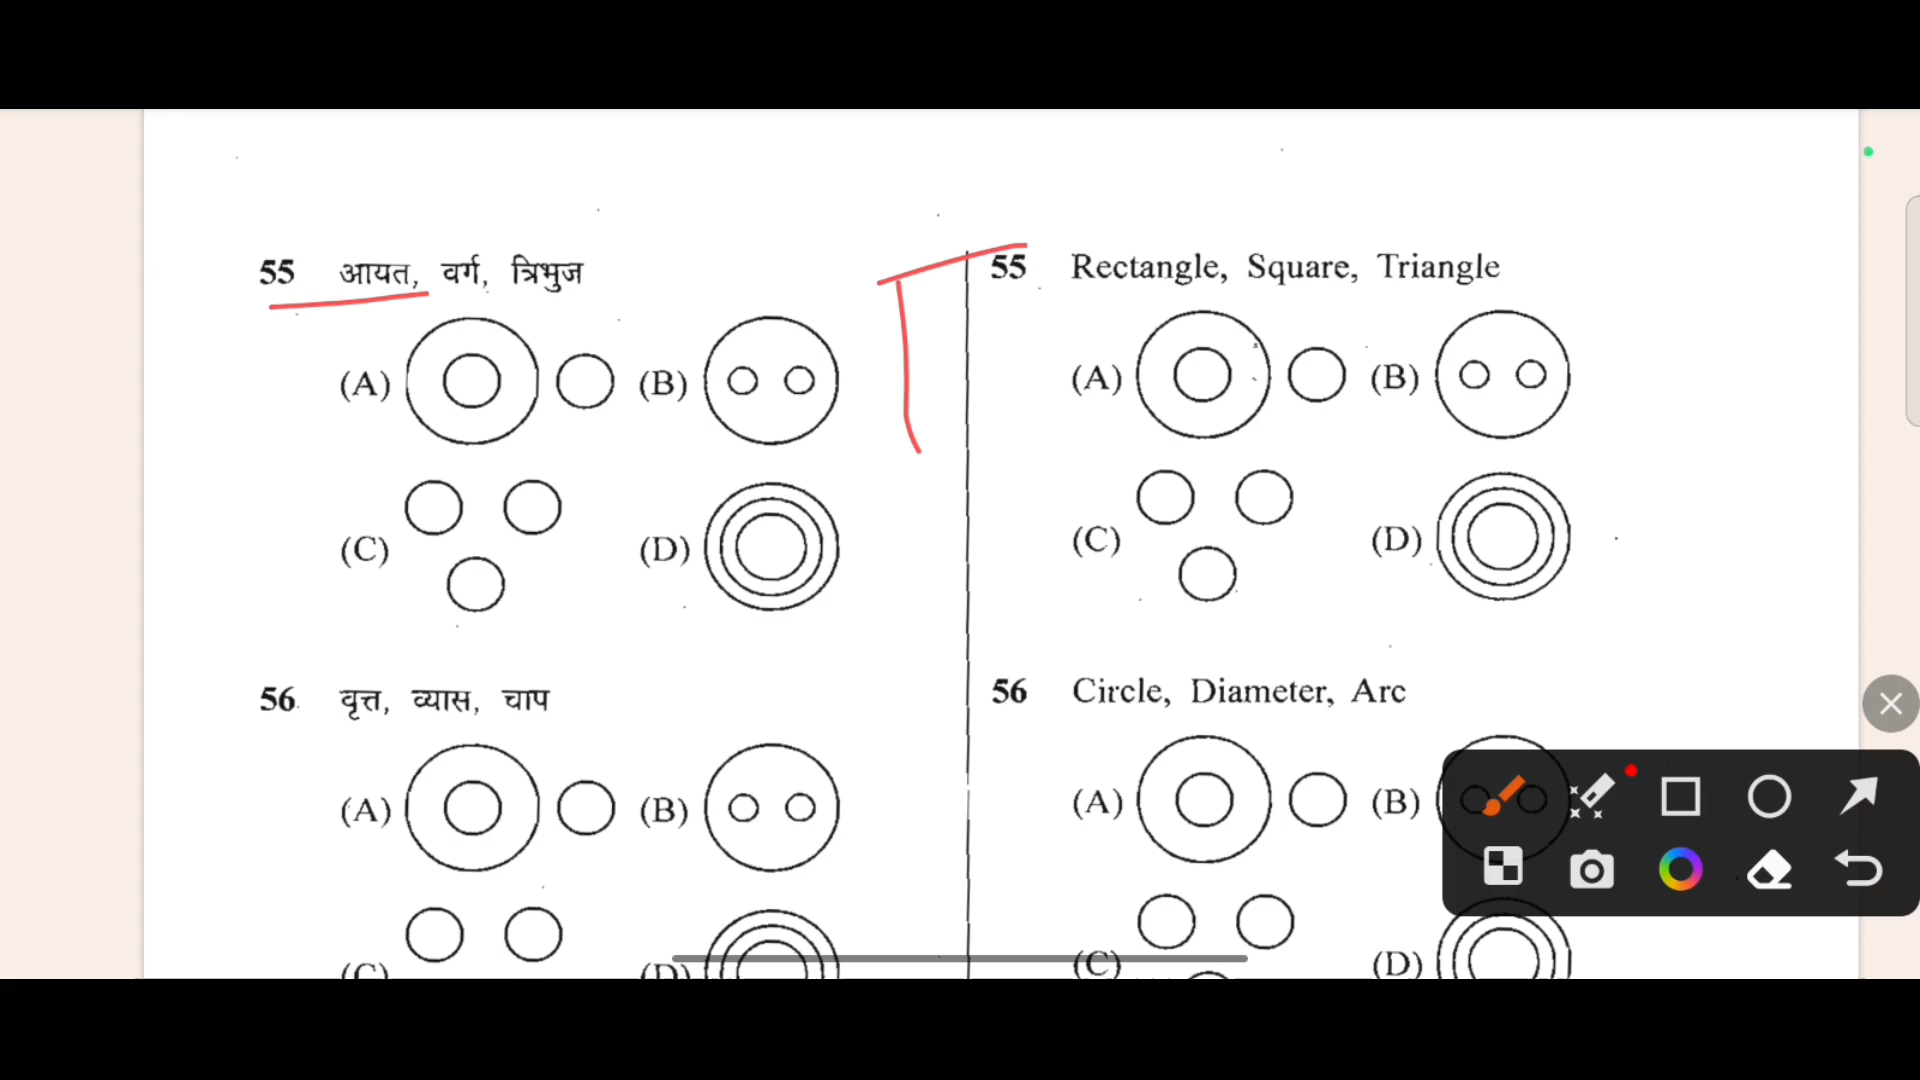 55 आयत, वर्ग, त्रिभुज
(A) (B)
(C) (D)
56 वृत्त, व्यास, चाप
(A) (B)
(C) (D)
55 Rectangle, Square, Triangle
(A) (B)
(C) (D)
56 Circle, Diameter, Arc
(A) (B)
(C) (D)